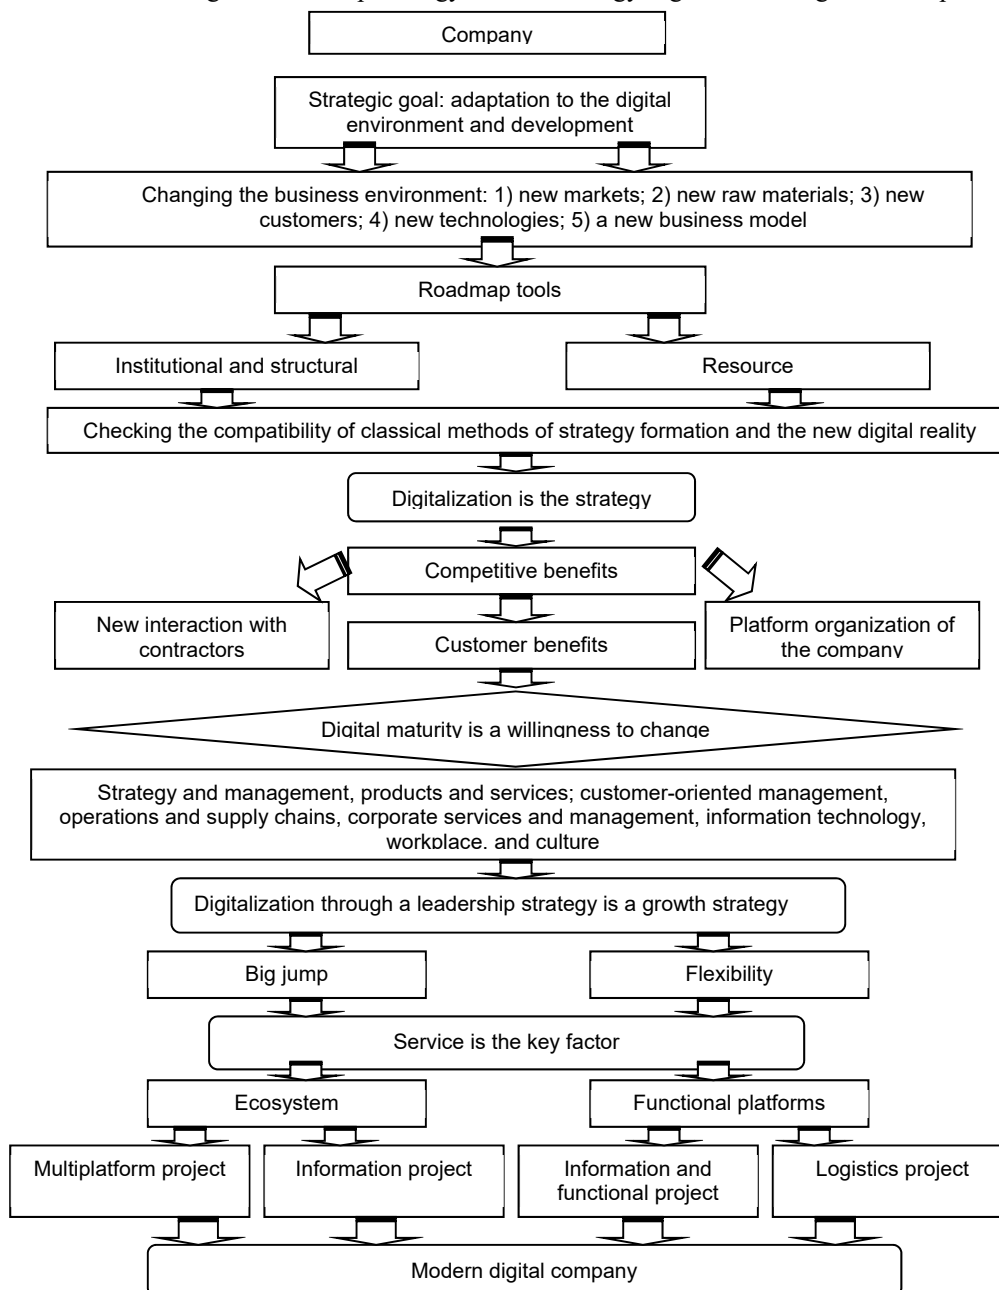 Company
Strategic goal: adaptation to the digital
environment and development
Changing the business environment: 1) new markets; 2) new raw materials; 3) new
customers; 4) new technologies; 5) a new business model
Roadmap tools
Institutional and structural
Resource
Checking the compatibility of classical methods of strategy formation and the new digital reality
Digitalization is the strategy
Competitive benefits
New interaction with
contractors
Customer benefits
Platform organization of
the company
Digital maturity is a willingness to change
Strategy and management, products and services; customer-oriented management,
operations and supply chains, corporate services and management, information technology,
workplace, and culture
Digitalization through a leadership strategy is a growth strategy
Big jump
Flexibility
Service is the key factor
Ecosystem
Functional platforms
Multiplatform project
Information project
Information and
functional project
Logistics project
Modern digital company